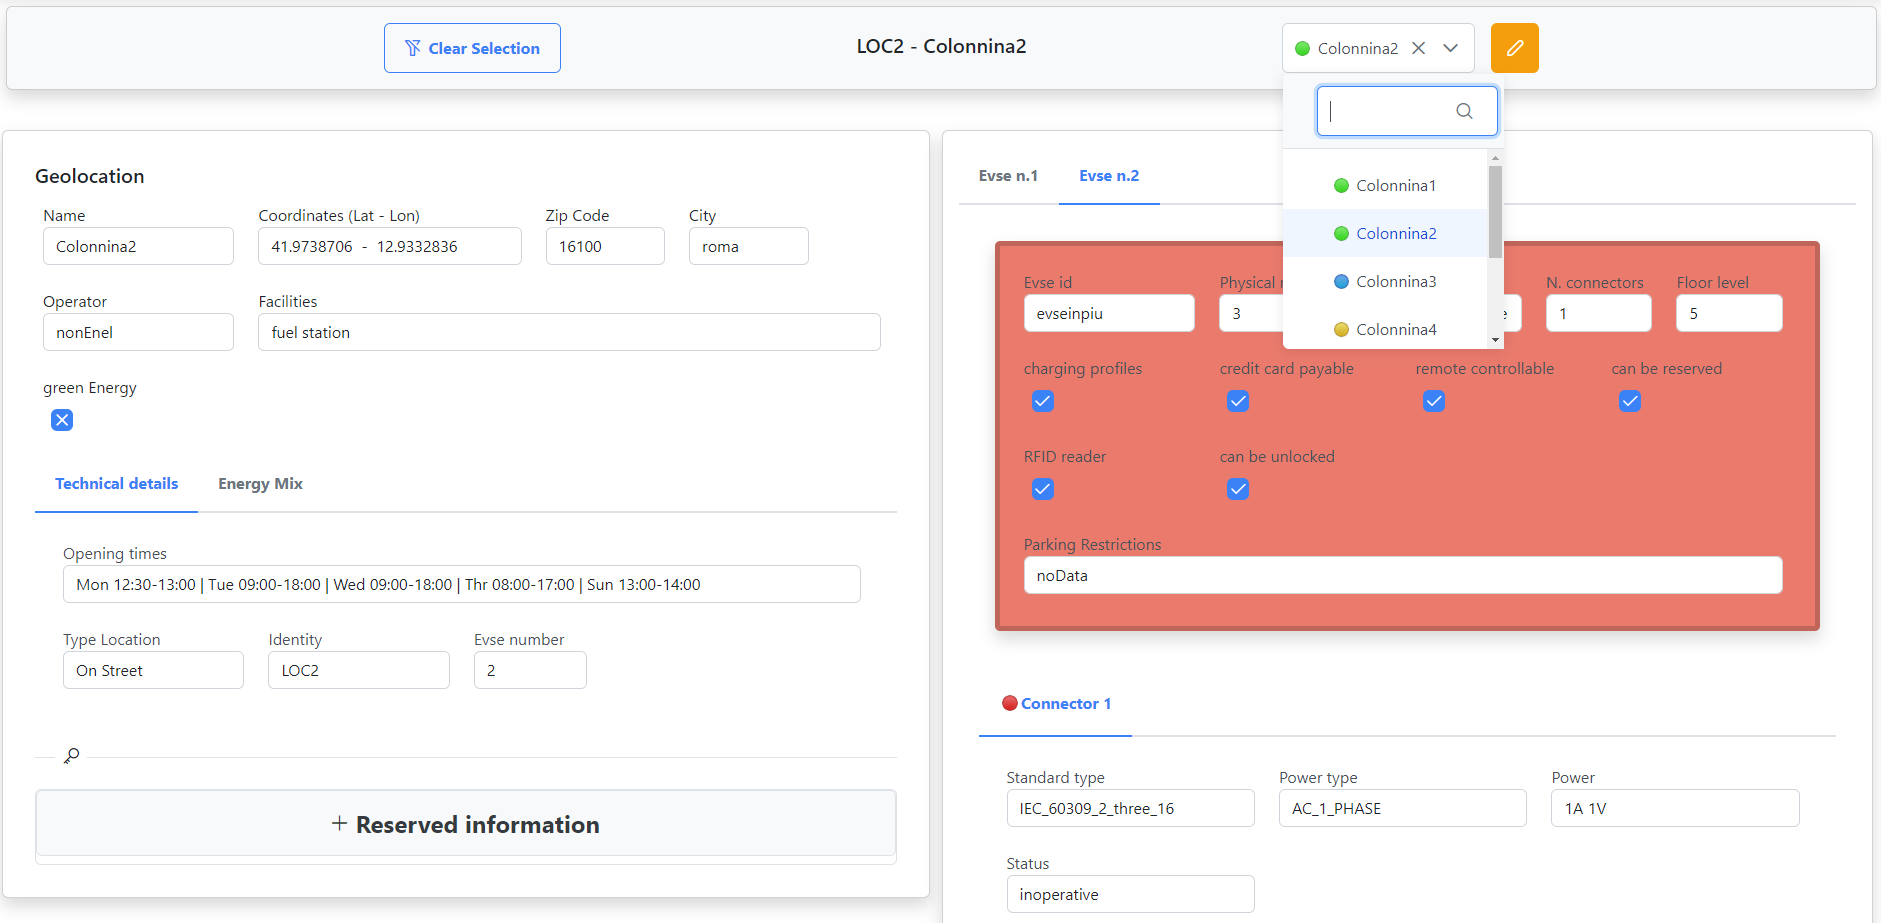 Clear Selection
LOC2 - Colonnina2
Colonnina2
Colonnina1
Colonnina2
Colonnina3
Colonnina4
Geolocation
Name
Coordinates (Lat - Lon)
Zip Code
City
Colonnina2
41.9738706 - 12.9332836
16100
roma
Operator
Facilities
nonEnel
fuel station
green Energy
Technical details
Energy Mix
Opening times
Mon 12:30-13:00 | Tue 09:00-18:00 | Wed 09:00-18:00 | Thr 08:00-17:00 | Sun 13:00-14:00
Type Location
Identity
Evse number
On Street
LOC2
2
+ Reserved information
Evse n.1
Evse n.2
Evse id
Physical
N. connectors
Floor level
evseinpiu
3
1
5
charging profiles
credit card payable
remote controllable
can be reserved
RFID reader
can be unlocked
Parking Restrictions
noData
Connector 1
Standard type
Power type
Power
IEC_60309_2_three_16
AC_1_PHASE
1A 1V
Status
inoperative